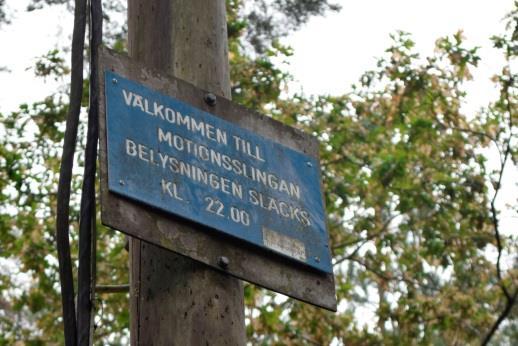 VÄLKOMMEN TILL
MOTIONSSLINGAN
BELYSNINGEN SLÄCKS
KL. 22.00